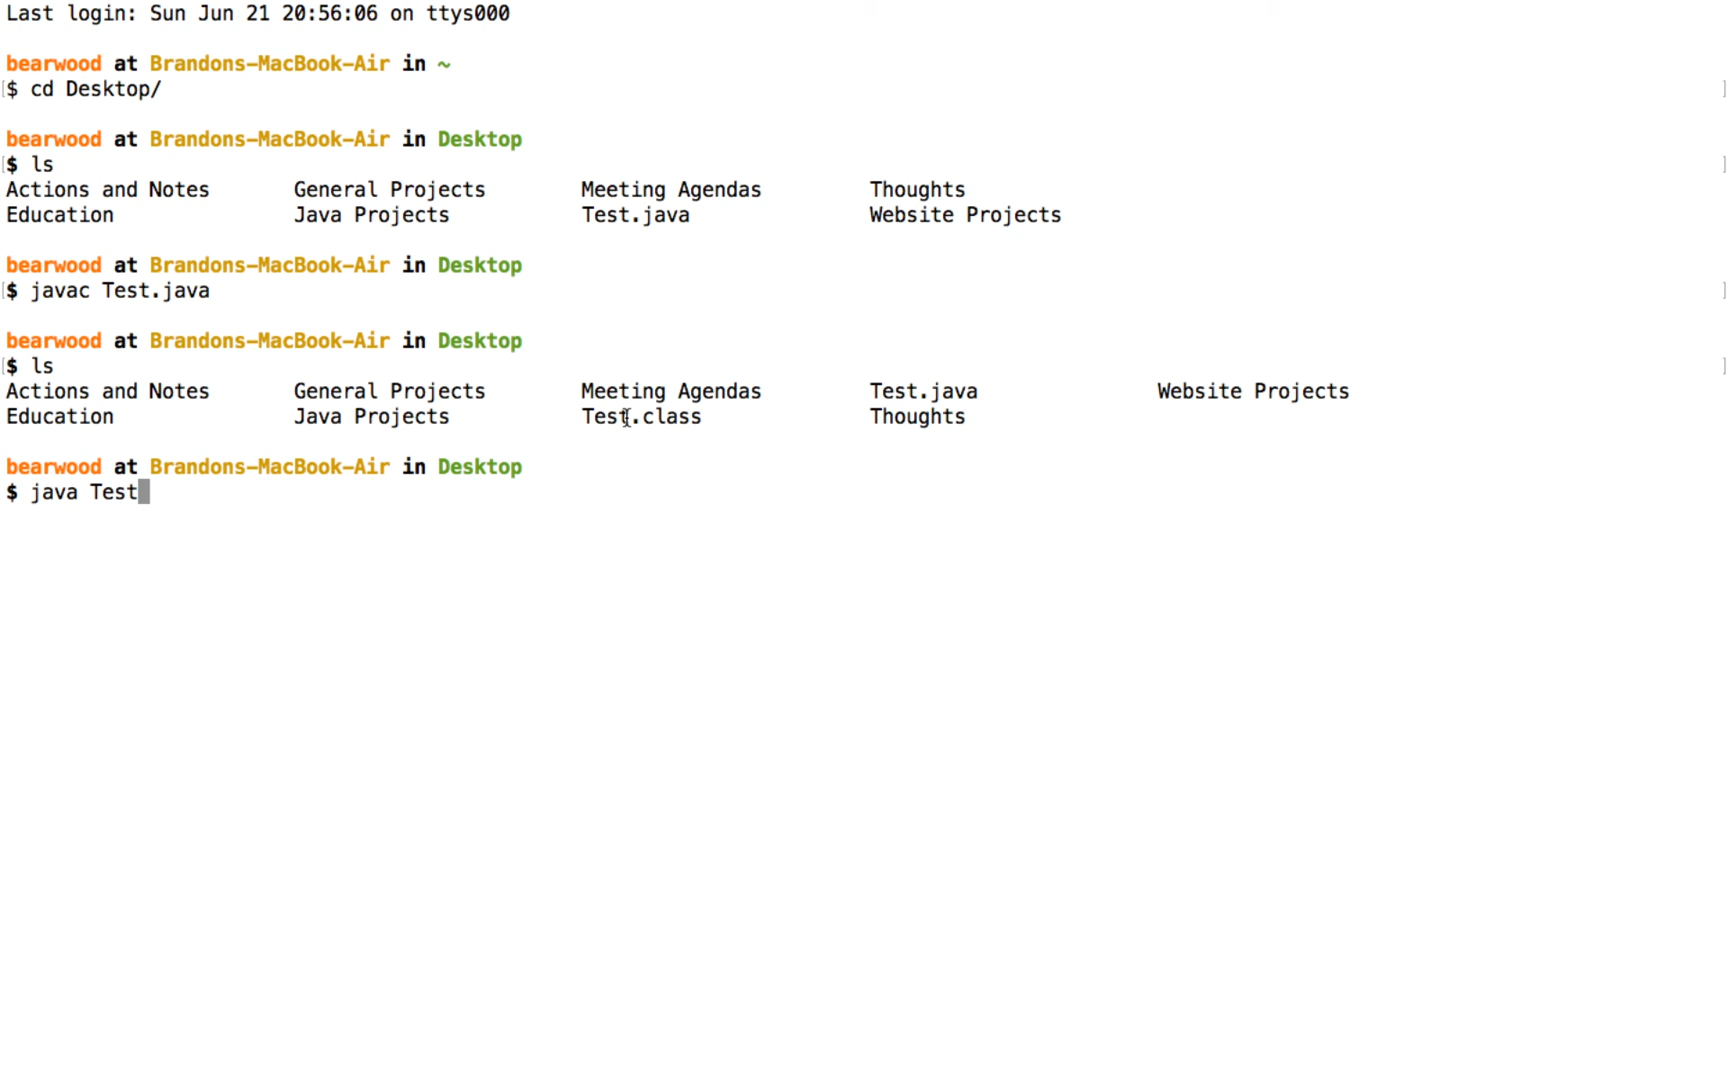 Last login: Sun Jun 21 20:56:06 on ttys000
bearwood at Brandons-MacBook-Air in ~
[$ cd Desktop/ ]
bearwood at Brandons-MacBook-Air in Desktop
[$ ls ]
Actions and Notes General Projects Meeting Agendas Thoughts
Education Java Projects Test.java Website Projects
bearwood at Brandons-MacBook-Air in Desktop
[$ javac Test.java ]
bearwood at Brandons-MacBook-Air in Desktop
[$ ls ]
Actions and Notes General Projects Meeting Agendas Test.java Website Projects
Education Java Projects Test.class Thoughts
bearwood at Brandons-MacBook-Air in Desktop
$ java Test